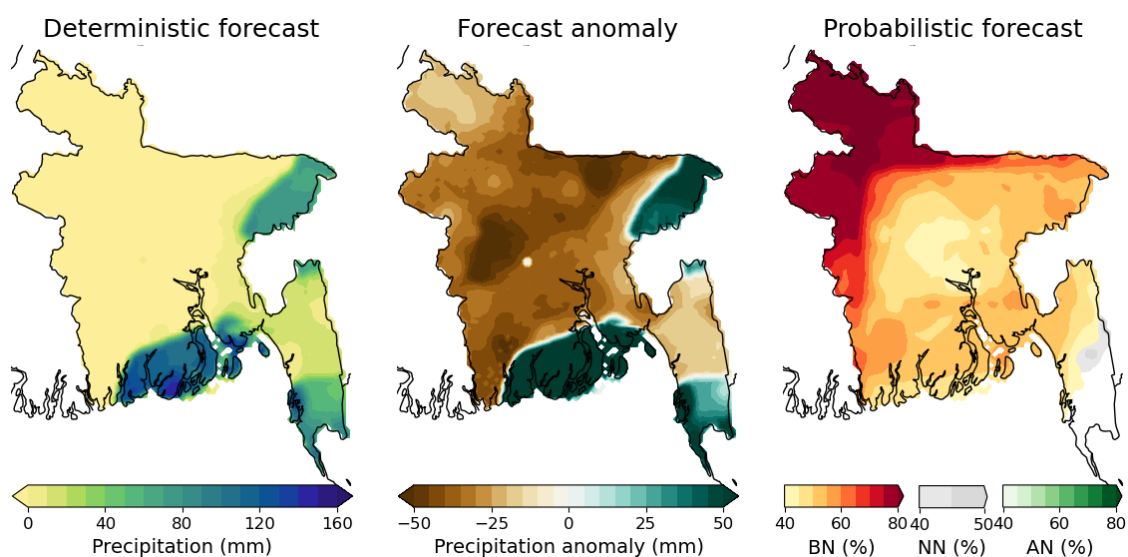 Deterministic forecast
Forecast anomaly
Probabilistic forecast
0 40 80 120 160
Precipitation (mm)
−50 −25 0 25 50
Precipitation anomaly (mm)
40 60 80
BN (%)
40 50
NN (%)
40 60 80
AN (%)